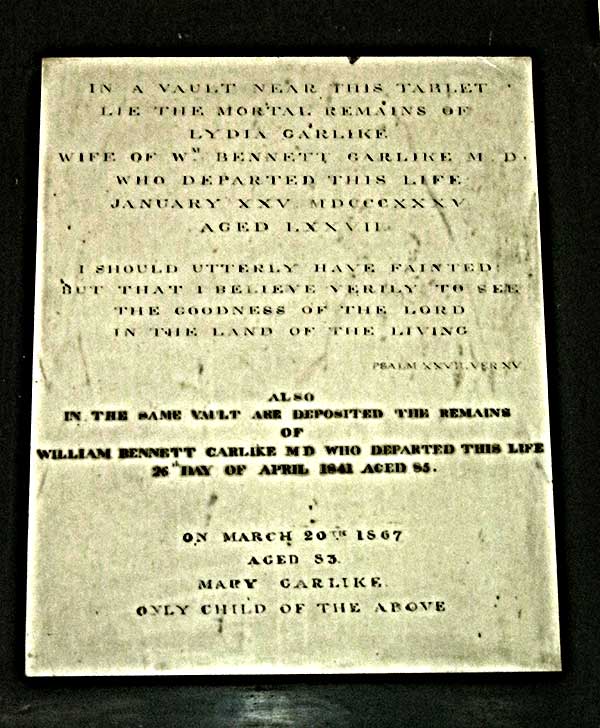 IN A VAULT NEAR THIS TABLET
LIE THE MORTAL REMAINS OF
LYDIA GARLIKE
WIFE OF Wᴹ BENNETT GARLIKE M.D.
WHO DEPARTED THIS LIFE
JANUARY XXV MDCCCXXXV
AGED LXXVII
I SHOULD UTTERLY HAVE FAINTED:
BUT THAT I BELIEVE VERILY TO SEE
THE GOODNESS OF THE LORD
IN THE LAND OF THE LIVING
PSALM XXVII. VER XV
ALSO
IN THE SAME VAULT ARE DEPOSITED THE REMAINS
OF
WILLIAM BENNETT GARLIKE M D WHO DEPARTED THIS LIFE
26ᵗʰ DAY OF APRIL 1841 AGED 85.
ON MARCH 20ᵀᴴ 1867
AGED 83.
MARY GARLIKE.
ONLY CHILD OF THE ABOVE